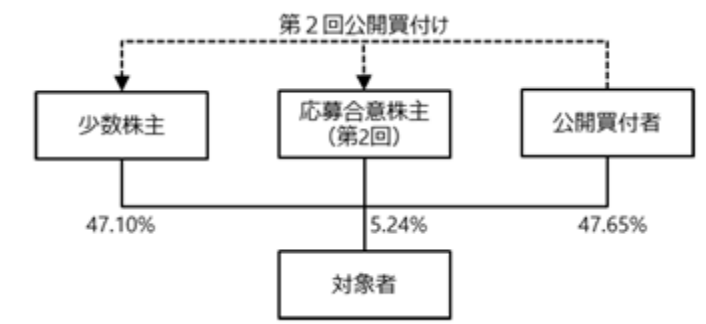 第２回公開買付け
少数株主
応募合意株主
（第2回）
公開買付者
47.10%
5.24%
47.65%
対象者